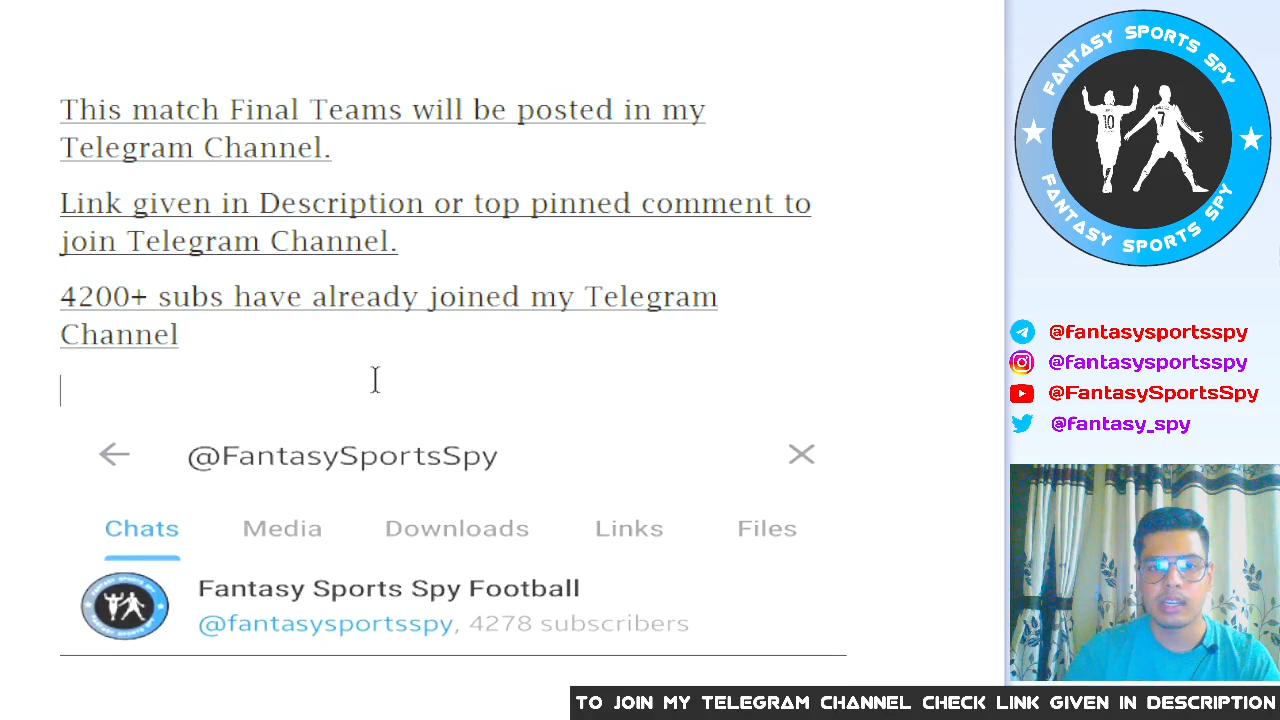 This match Final Teams will be posted in my
Telegram Channel.
Link given in Description or top pinned comment to
join Telegram Channel.
4200+ subs have already joined my Telegram
Channel
@FantasySportsSpy
Chats Media Downloads Links Files
Fantasy Sports Spy Football
@fantasysportsspy, 4278 subscribers
FANTASY SPORTS SPY
10 7
FANTASY SPORTS SPY
@fantasysportsspy
@fantasysportsspy
@FantasySportsSpy
@fantasy_spy
TO JOIN MY TELEGRAM CHANNEL CHECK LINK GIVEN IN DESCRIPTION